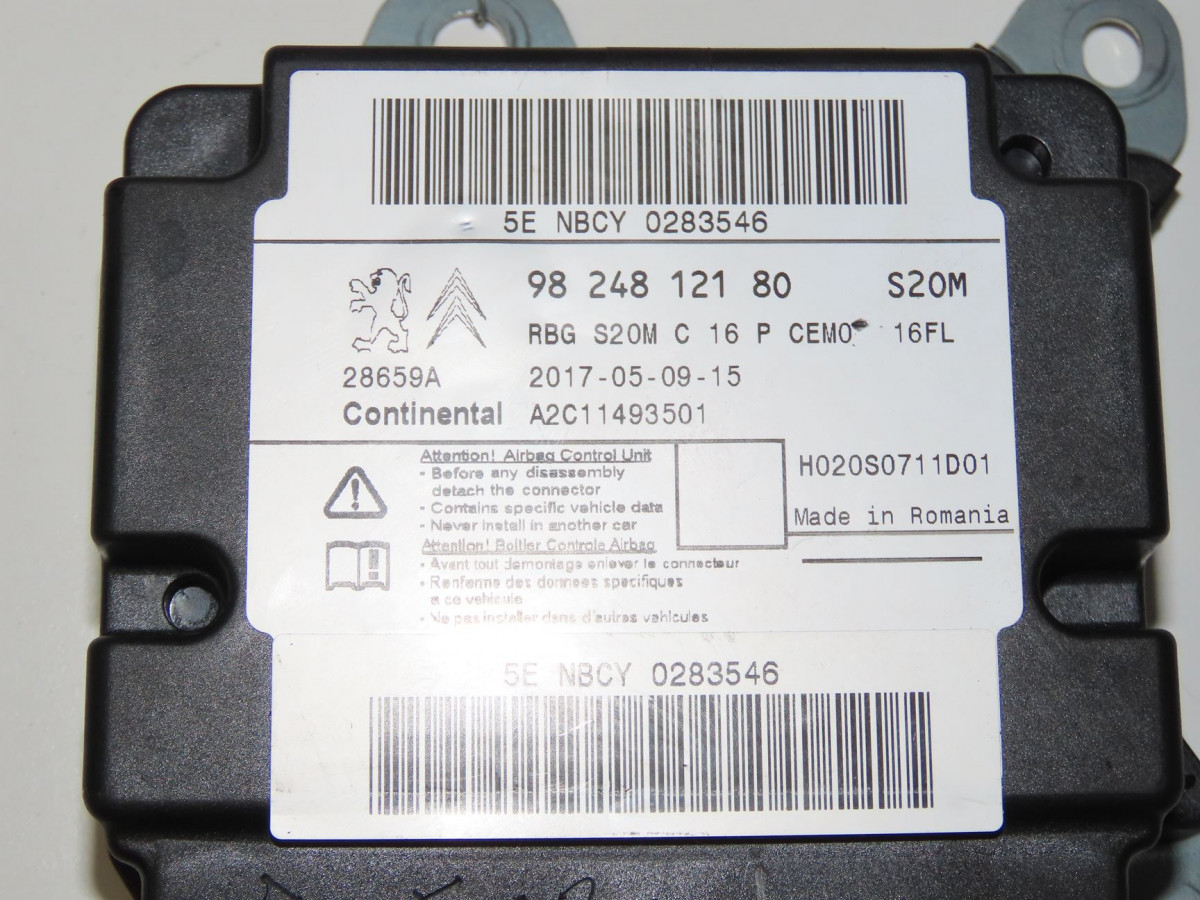 5E NBCY 0283546
98 248 121 80 S20M
RBG S20M C 16 P CEMO 16FL
28659A 2017-05-09-15
Continental A2C11493501
Attention! Airbag Control Unit
- Before any disassembly
detach the connector
- Contains specific vehicle data
- Never install in another car
H020S0711D01
Made in Romania
Attention! Boitier Controle Airbag
- Avant tout demontage enlever le connecteur
- Renferme des donnees specifiques
a ce vehicule
- Ne pas installer dans d'autres vehicules
5E NBCY 0283546